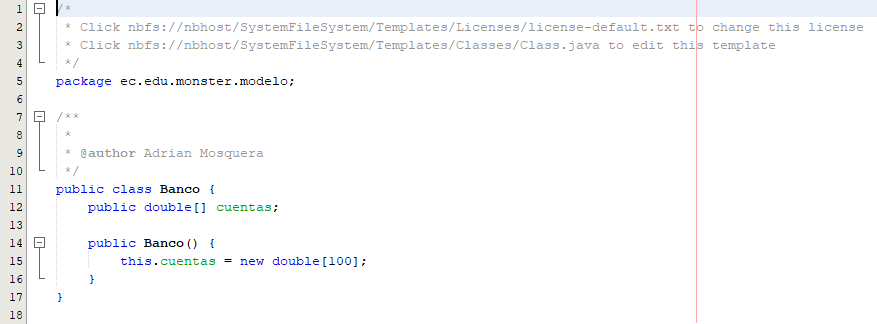 1 /*
2 * Click nbfs://nbhost/SystemFileSystem/Templates/Licenses/license-default.txt to change this license
3 * Click nbfs://nbhost/SystemFileSystem/Templates/Classes/Class.java to edit this template
4 */
5 package ec.edu.monster.modelo;
6
7 /**
8 *
9 * @author Adrian Mosquera
10 */
11 public class Banco {
12 public double[] cuentas;
13
14 public Banco() {
15 this.cuentas = new double[100];
16 }
17 }
18